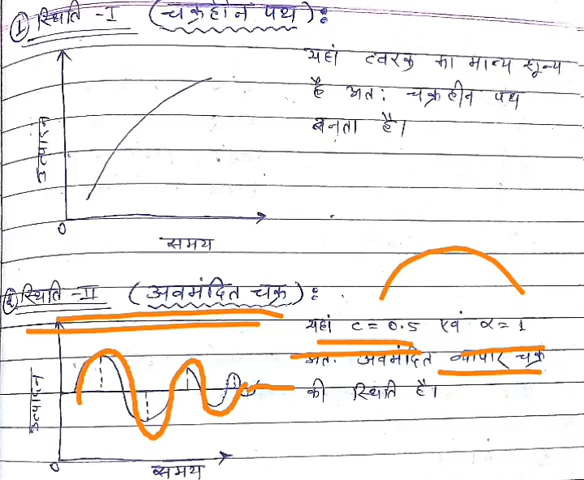 ① स्थिति -I (चक्रहीन पथ) :
यहां त्वरक का मान्य शून्य
है अतः चक्रहीन पथ
बनता है।
उत्पादन
0
समय
② स्थिति -II (अवमंदित चक्र) :
यहां c = 0.5 एवं α = 1
अतः अवमंदित व्यापार चक्र
की स्थिति है।
उत्पादन
0
समय